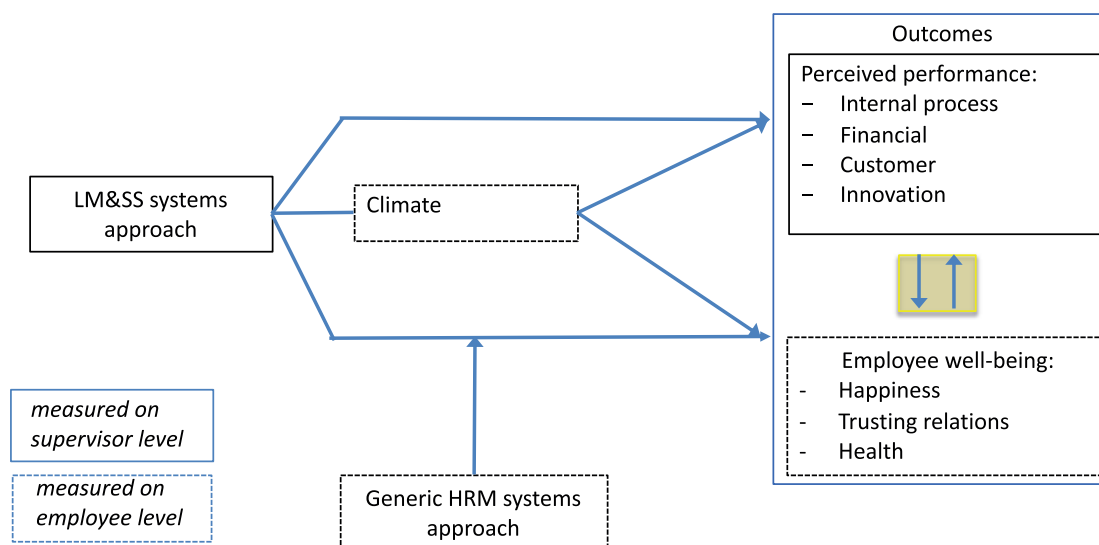 Outcomes
Perceived performance:
– Internal process
– Financial
– Customer
– Innovation
LM&SS systems
approach
Climate
Employee well-being:
- Happiness
- Trusting relations
- Health
measured on
supervisor level
measured on
employee level
Generic HRM systems
approach